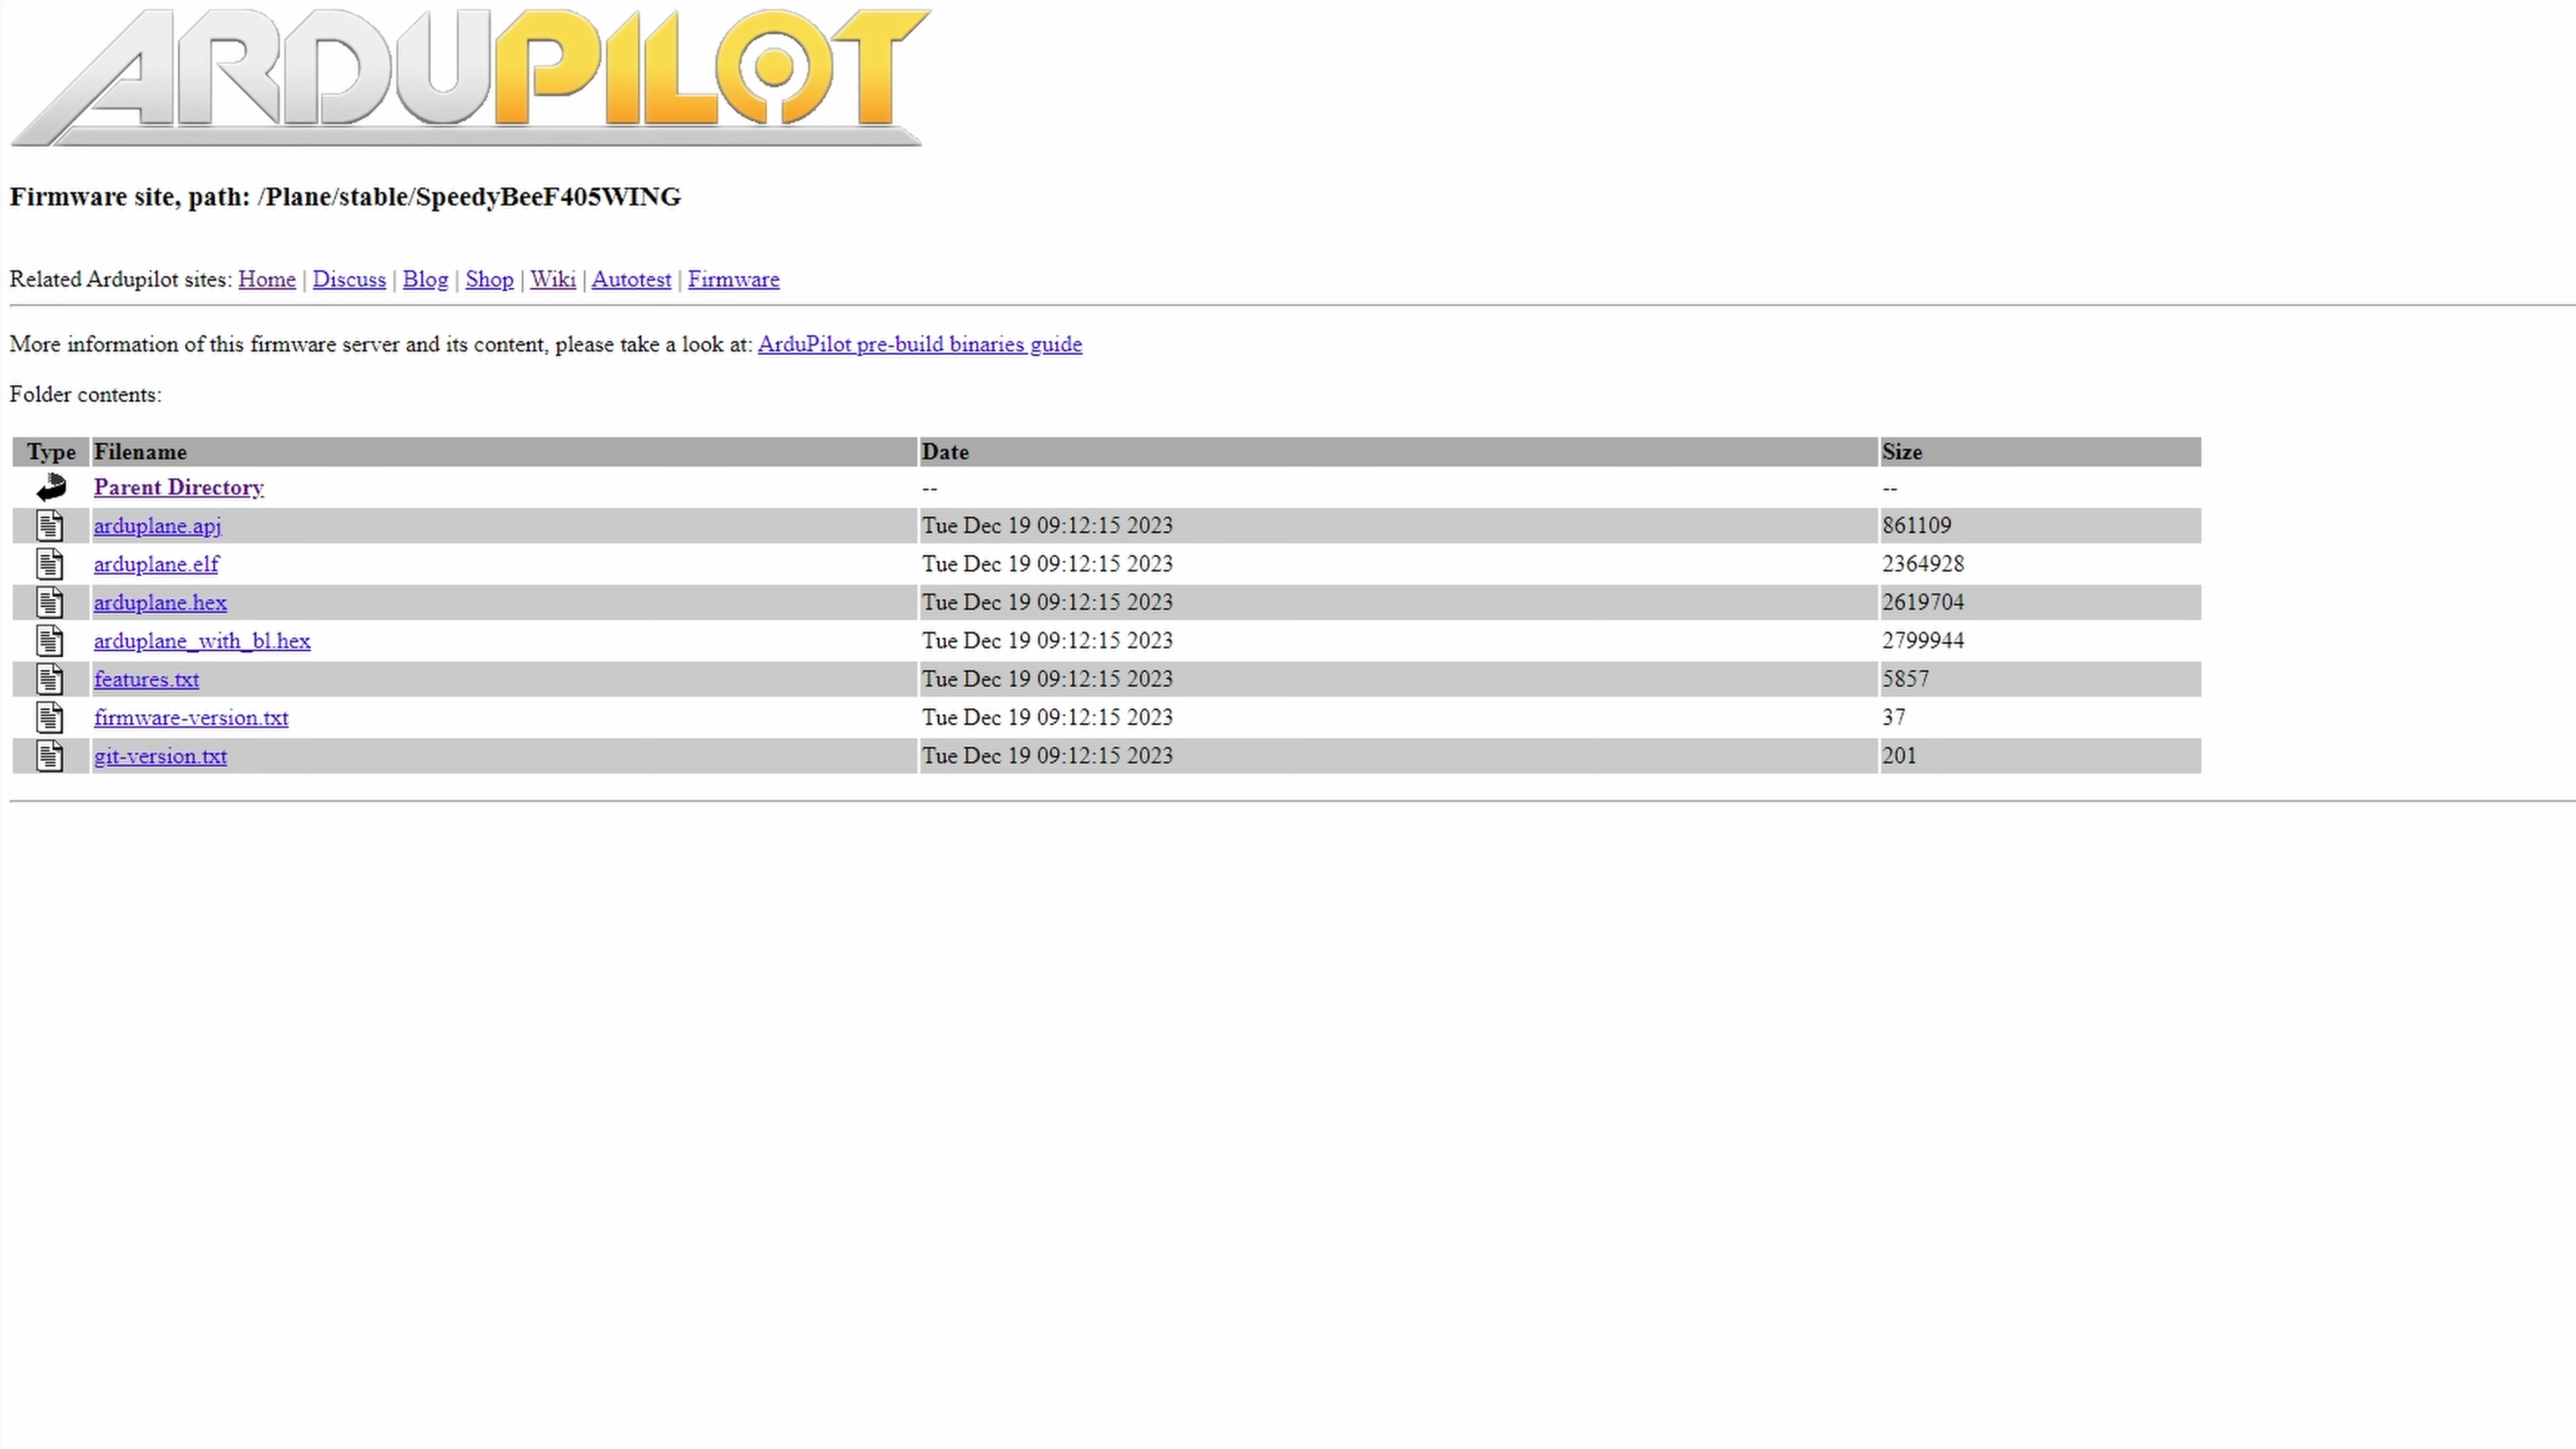 ARDUPILOT
Firmware site, path: /Plane/stable/SpeedyBeeF405WING
Related Ardupilot sites: Home | Discuss | Blog | Shop | Wiki | Autotest | Firmware
More information of this firmware server and its content, please take a look at: ArduPilot pre-build binaries guide
Folder contents:
Type Filename Date Size
Parent Directory -- --
arduplane.apj Tue Dec 19 09:12:15 2023 861109
arduplane.elf Tue Dec 19 09:12:15 2023 2364928
arduplane.hex Tue Dec 19 09:12:15 2023 2619704
arduplane_with_bl.hex Tue Dec 19 09:12:15 2023 2799944
features.txt Tue Dec 19 09:12:15 2023 5857
firmware-version.txt Tue Dec 19 09:12:15 2023 37
git-version.txt Tue Dec 19 09:12:15 2023 201